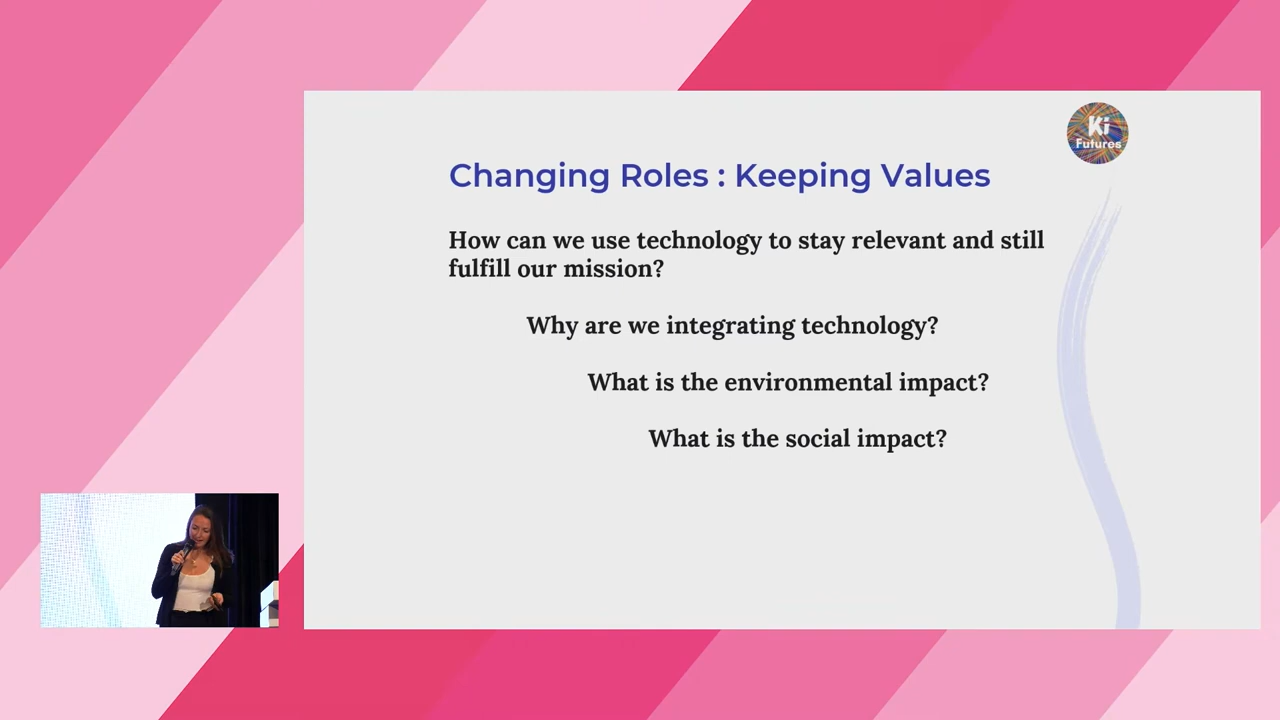 Ki
Futures
Changing Roles : Keeping Values
How can we use technology to stay relevant and still
fulfill our mission?
Why are we integrating technology?
What is the environmental impact?
What is the social impact?